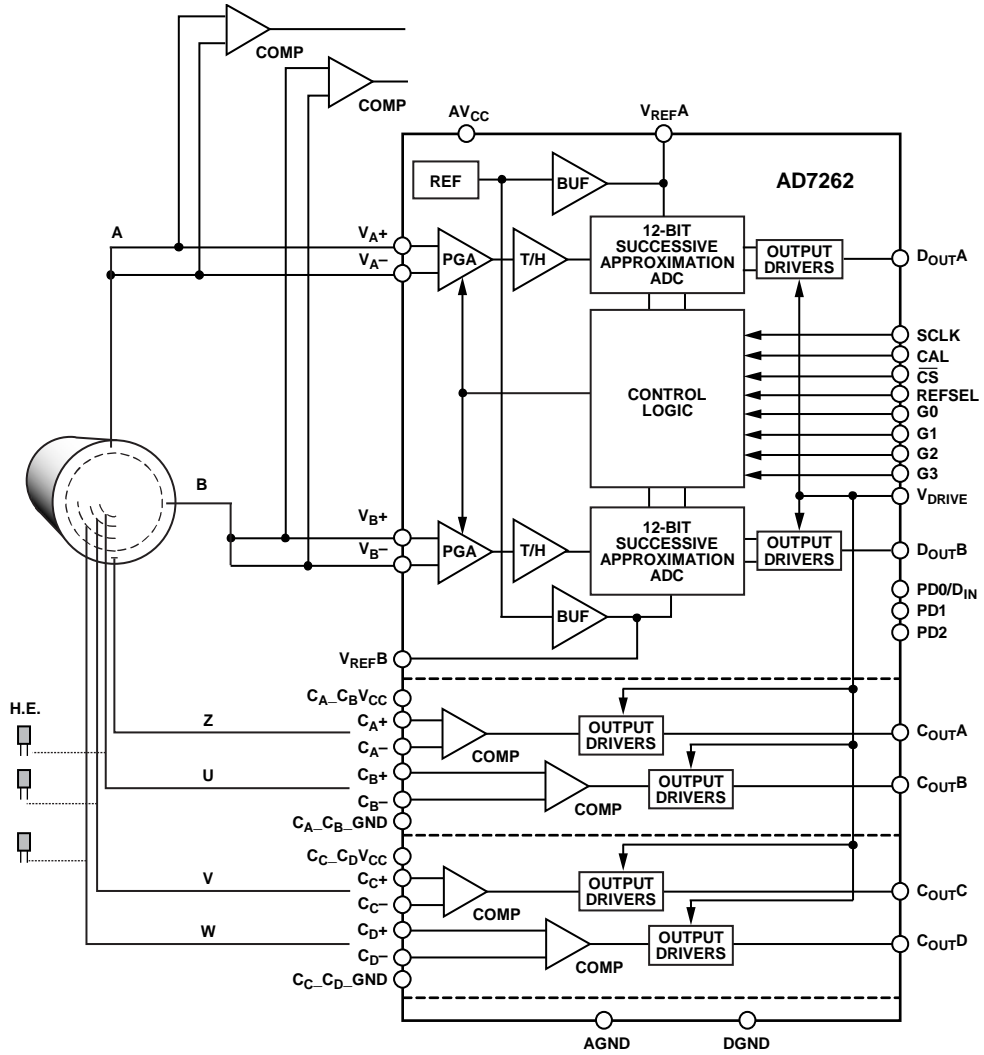 COMP
COMP
AVCC
VREFA
REF
BUF
AD7262
A
VA+
VA–
PGA
T/H
12-BIT
SUCCESSIVE
APPROXIMATION
ADC
OUTPUT
DRIVERS
DOUTA
CONTROL
LOGIC
SCLK
CAL
CS
REFSEL
G0
G1
G2
G3
VDRIVE
B
VB+
VB–
PGA
T/H
12-BIT
SUCCESSIVE
APPROXIMATION
ADC
OUTPUT
DRIVERS
DOUTB
BUF
PD0/DIN
PD1
PD2
VREFB
H.E.
CA_CBVCC
Z
CA+
CA–
COMP
OUTPUT
DRIVERS
COUTA
U
CB+
CB–
COMP
OUTPUT
DRIVERS
COUTB
CA_CB_GND
CC_CDVCC
V
CC+
CC–
COMP
OUTPUT
DRIVERS
COUTC
W
CD+
CD–
COMP
OUTPUT
DRIVERS
COUTD
CC_CD_GND
AGND
DGND